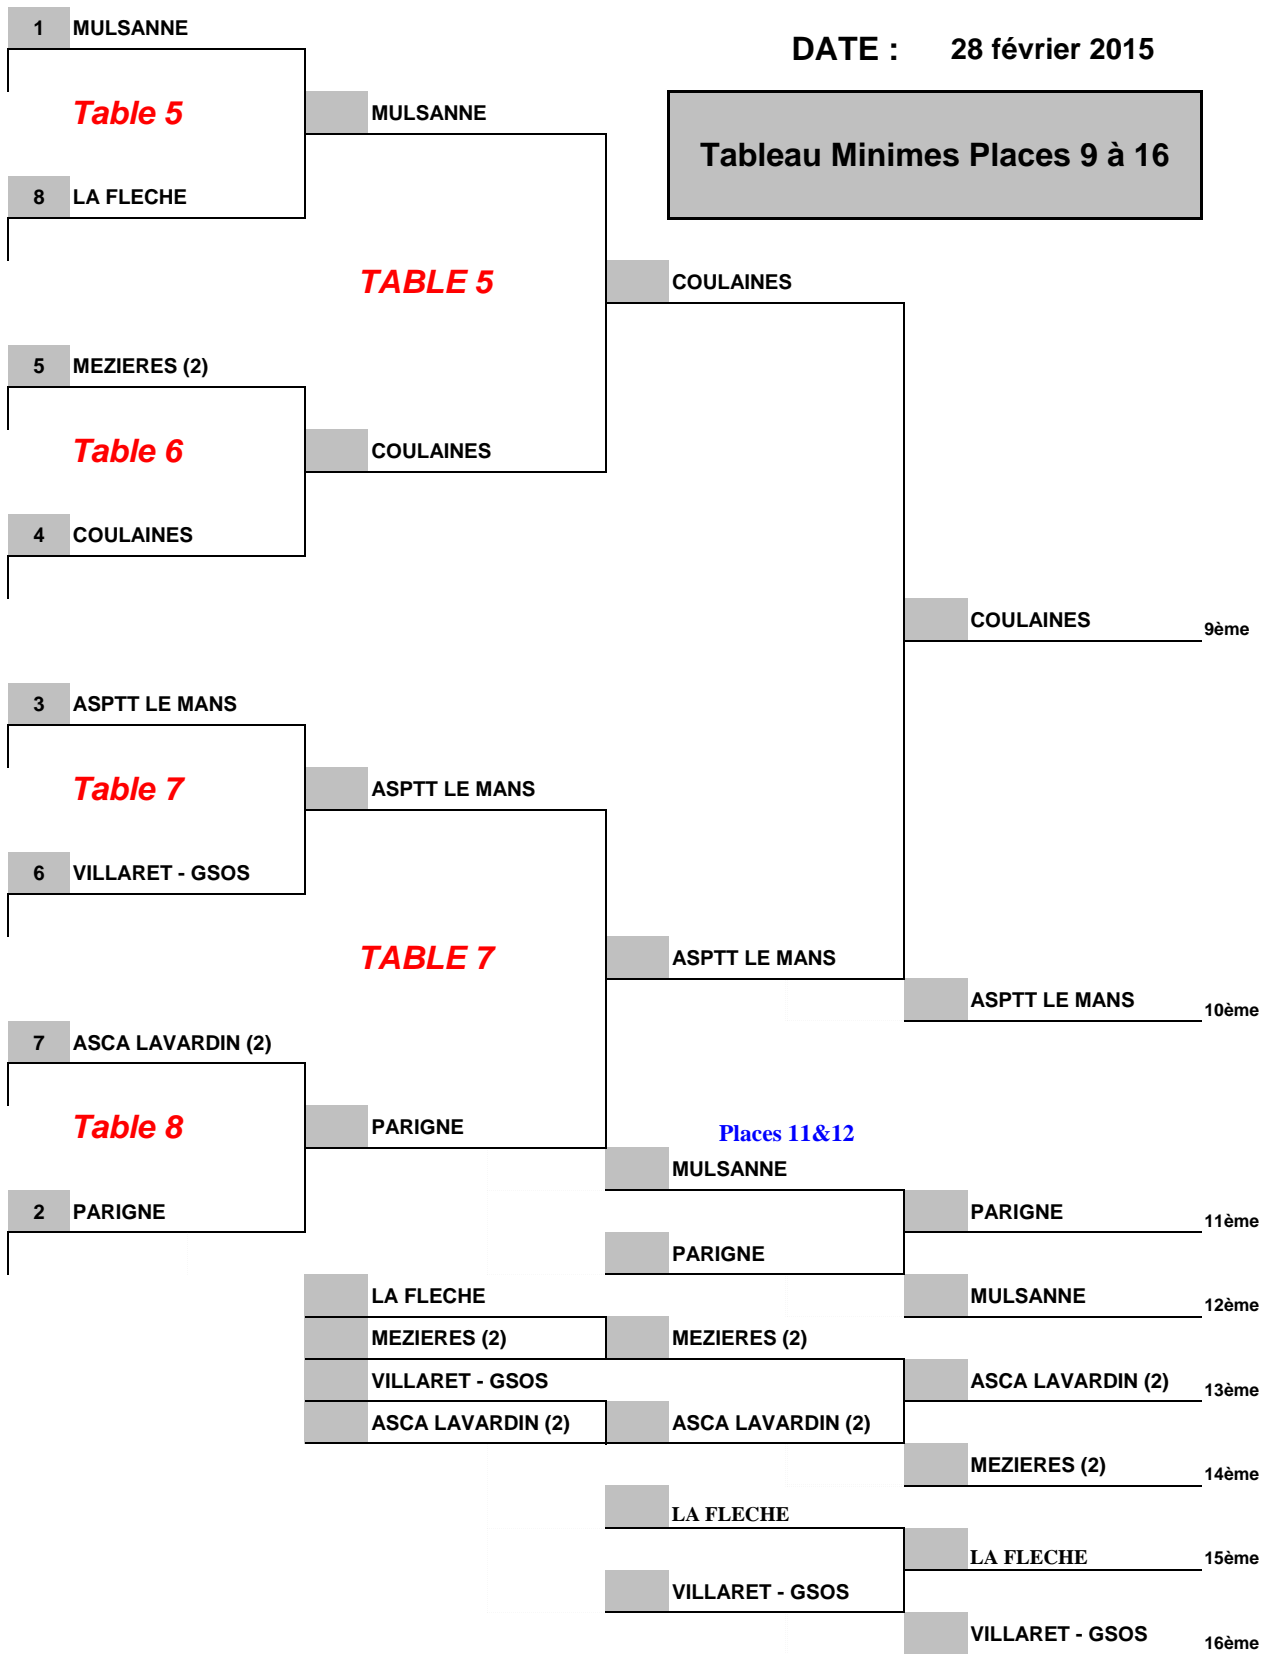 1 MULSANNE
DATE : 28 février 2015
Table 5
MULSANNE
Tableau Minimes Places 9 à 16
8 LA FLECHE
TABLE 5
COULAINES
5 MEZIERES (2)
Table 6
COULAINES
4 COULAINES
COULAINES 9ème
3 ASPTT LE MANS
Table 7
ASPTT LE MANS
6 VILLARET - GSOS
TABLE 7
ASPTT LE MANS
ASPTT LE MANS 10ème
7 ASCA LAVARDIN (2)
Table 8
PARIGNE
Places 11&12
MULSANNE
2 PARIGNE
PARIGNE 11ème
PARIGNE
LA FLECHE
MULSANNE 12ème
MEZIERES (2)
MEZIERES (2)
VILLARET - GSOS
ASCA LAVARDIN (2) 13ème
ASCA LAVARDIN (2)
ASCA LAVARDIN (2)
MEZIERES (2) 14ème
LA FLECHE
LA FLECHE 15ème
VILLARET - GSOS
VILLARET - GSOS 16ème